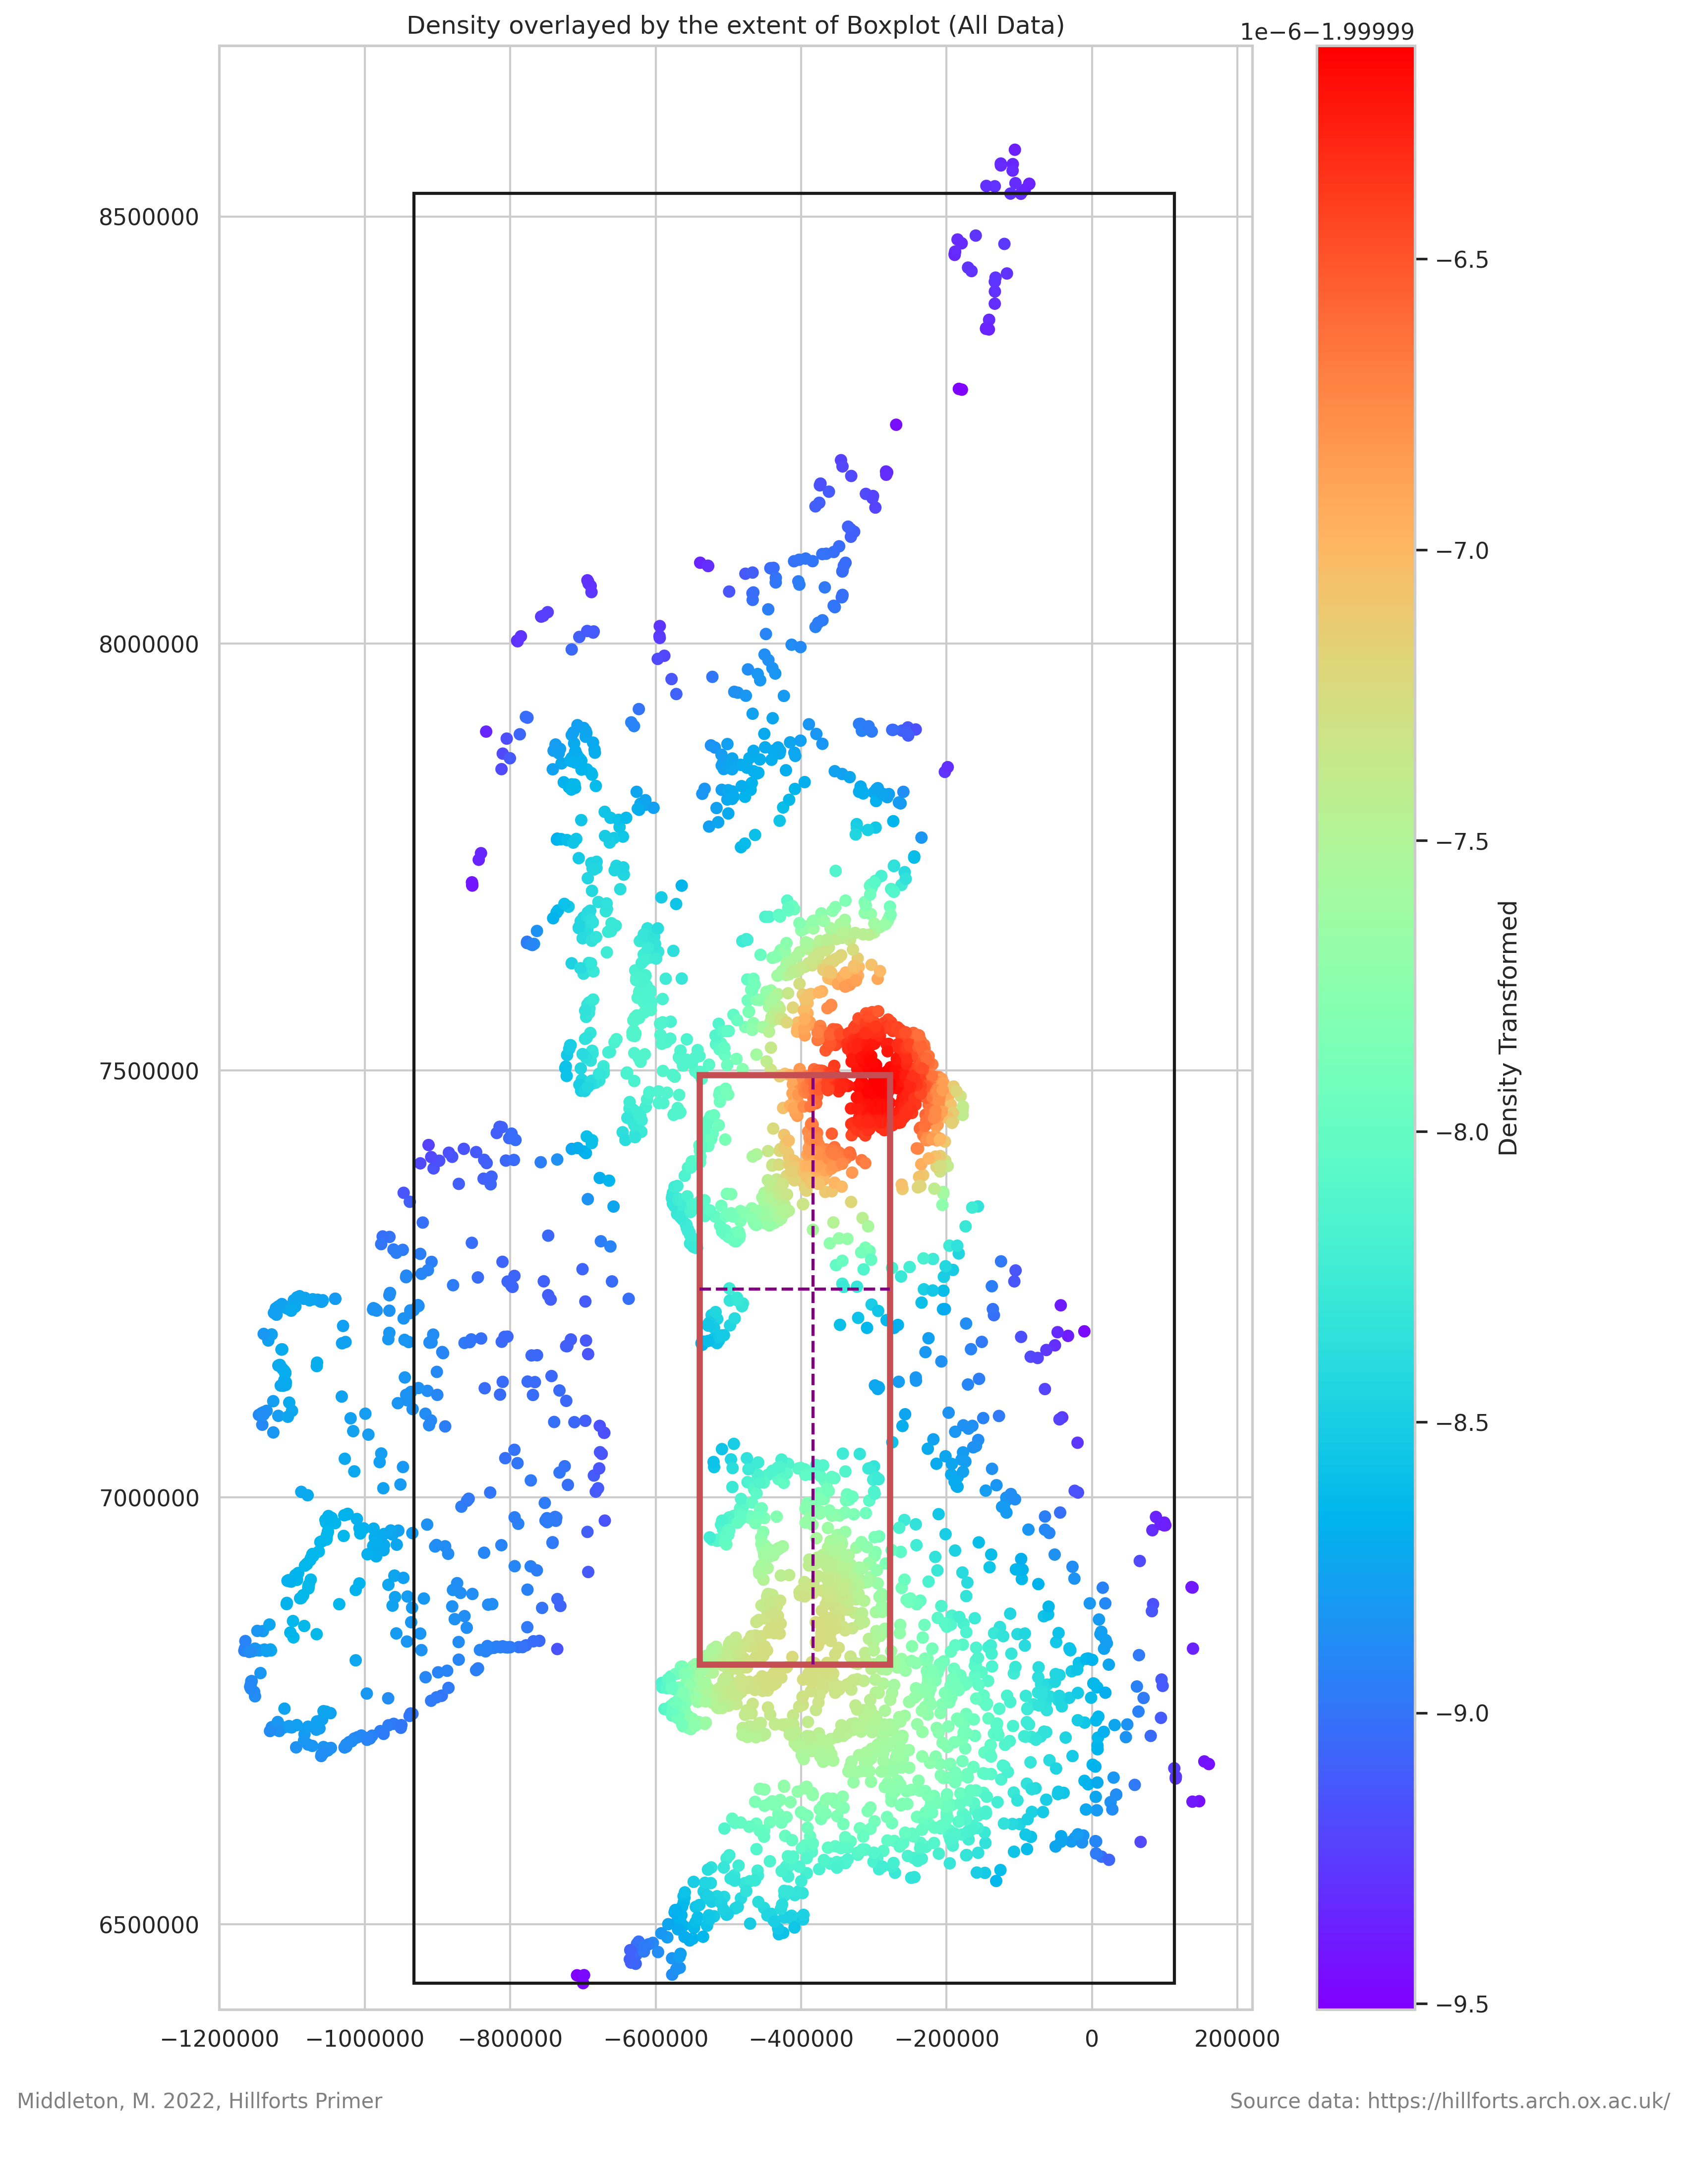 Density overlayed by the extent of Boxplot (All Data)
1e−6−1.99999
8500000
8000000
7500000
7000000
6500000
−1200000 −1000000 −800000 −600000 −400000 −200000 0 200000
−6.5
−7.0
−7.5
−8.0
−8.5
−9.0
−9.5
Density Transformed
Middleton, M. 2022, Hillforts Primer
Source data: https://hillforts.arch.ox.ac.uk/